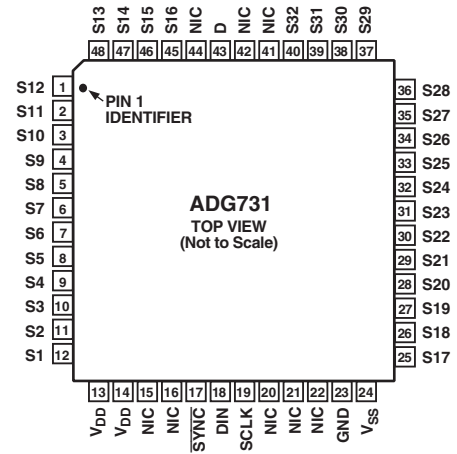 S13
S14
S15
S16
NIC
D
NIC
NIC
S32
S31
S30
S29
48
47
46
45
44
43
42
41
40
39
38
37
S12 1
S11 2
S10 3
S9 4
S8 5
S7 6
S6 7
S5 8
S4 9
S3 10
S2 11
S1 12
PIN 1
IDENTIFIER
ADG731
TOP VIEW
(Not to Scale)
36 S28
35 S27
34 S26
33 S25
32 S24
31 S23
30 S22
29 S21
28 S20
27 S19
26 S18
25 S17
13
14
15
16
17
18
19
20
21
22
23
24
VDD
VDD
NIC
NIC
SYNC
DIN
SCLK
NIC
NIC
NIC
GND
VSS